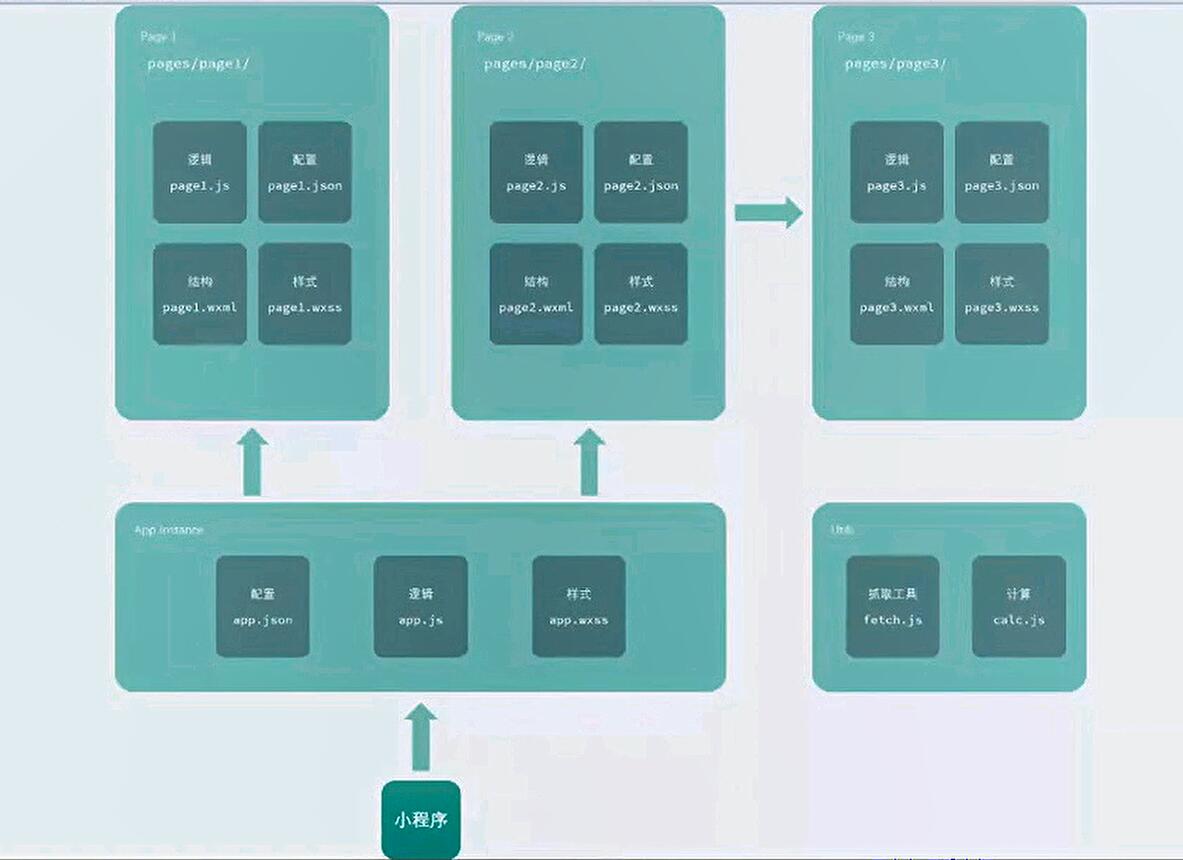 Page 1
pages/page1/
逻辑
page1.js
配置
page1.json
结构
page1.wxml
样式
page1.wxss
Page 2
pages/page2/
逻辑
page2.js
配置
page2.json
结构
page2.wxml
样式
page2.wxss
Page 3
pages/page3/
逻辑
page3.js
配置
page3.json
结构
page3.wxml
样式
page3.wxss
App Instance
配置
app.json
逻辑
app.js
样式
app.wxss
抓取工具
fetch.js
计算
calc.js
小程序